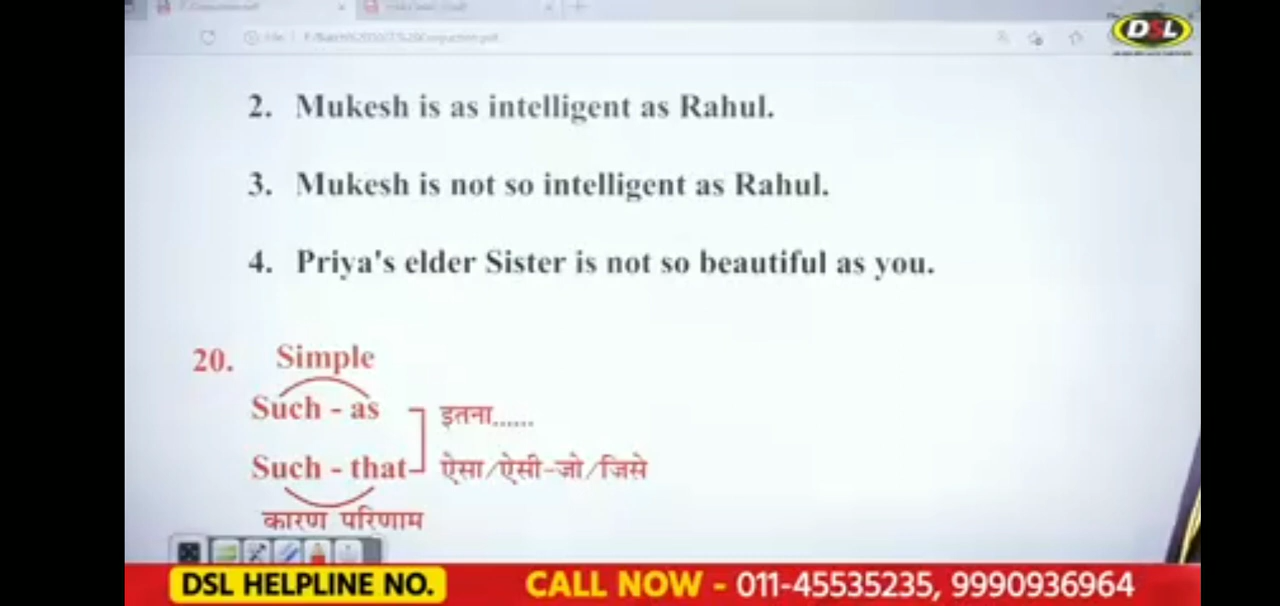 DSL
2. Mukesh is as intelligent as Rahul.
3. Mukesh is not so intelligent as Rahul.
4. Priya's elder Sister is not so beautiful as you.
20. Simple
Such - as
इतना......
Such - that
ऐसा/ऐसी-जो/जिसे
कारण परिणाम
DSL HELPLINE NO. CALL NOW - 011-45535235, 9990936964